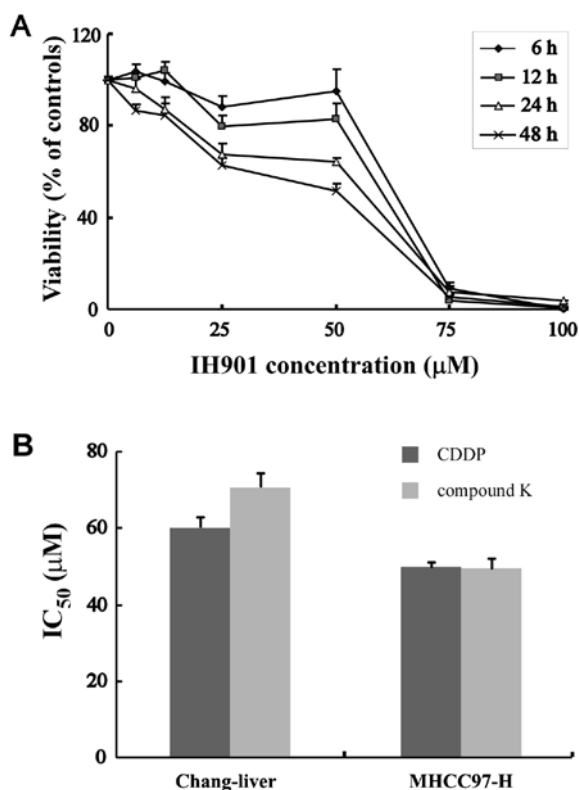 A
120
80
40
0
Viability (% of controls)
6 h
12 h
24 h
48 h
0 25 50 75 100
IH901 concentration (μM)
B
80
60
40
20
0
IC50 (μM)
CDDP
compound K
Chang-liver MHCC97-H